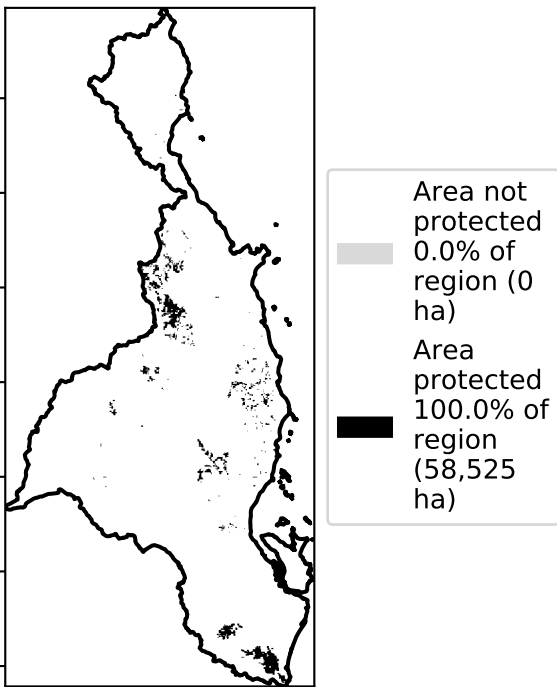 Area not
protected
0.0% of
region (0
ha)
Area
protected
100.0% of
region
(58,525
ha)